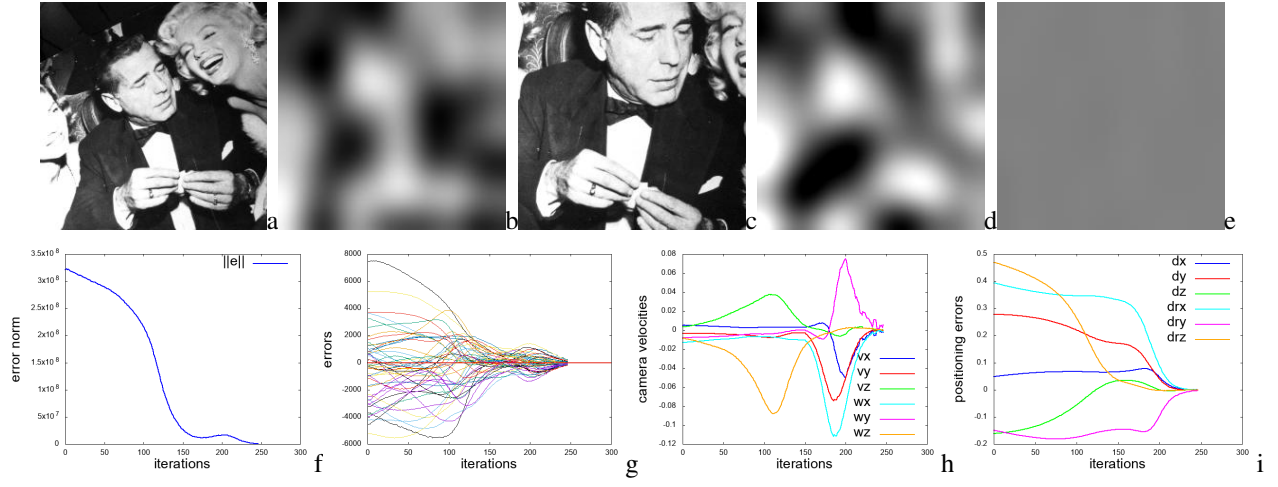 a b c d e
||e||
error norm
3.5x10^8
3x10^8
2.5x10^8
2x10^8
1.5x10^8
1x10^8
5x10^7
0
0 50 100 150 200 250 300
iterations
f
errors
8000
6000
4000
2000
0
-2000
-4000
-6000
0 100 200 300
iterations
g
camera velocities
0.08
0.06
0.04
0.02
0
-0.02
-0.04
-0.06
-0.08
-0.1
-0.12
0 50 100 150 200 250 300
iterations
vx
vy
vz
wx
wy
wz
h
positioning errors
0.5
0.4
0.3
0.2
0.1
0
-0.1
-0.2
0 50 100 150 200 250 300
iterations
dx
dy
dz
drx
dry
drz
i